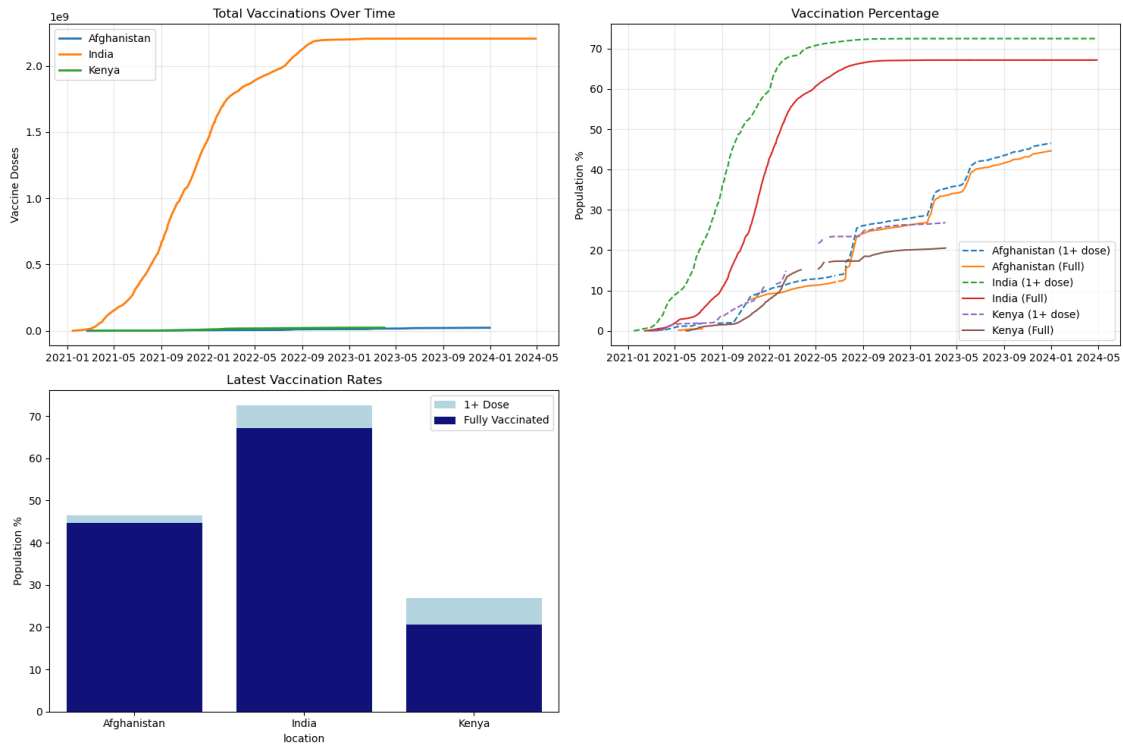 Total Vaccinations Over Time
1e9
Vaccine Doses
2.0
1.5
1.0
0.5
0.0
Afghanistan
India
Kenya
2021-01 2021-05 2021-09 2022-01 2022-05 2022-09 2023-01 2023-05 2023-09 2024-01 2024-05
Vaccination Percentage
Population %
70
60
50
40
30
20
10
0
Afghanistan (1+ dose)
Afghanistan (Full)
India (1+ dose)
India (Full)
Kenya (1+ dose)
Kenya (Full)
2021-01 2021-05 2021-09 2022-01 2022-05 2022-09 2023-01 2023-05 2023-09 2024-01 2024-05
Latest Vaccination Rates
Population %
70
60
50
40
30
20
10
0
1+ Dose
Fully Vaccinated
Afghanistan India Kenya
location